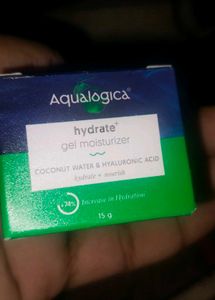 Aqualogica®
hydrate+
gel moisturizer
COCONUT WATER & HYALURONIC ACID
hydrate + nourish
Increase in Hydration
15 g